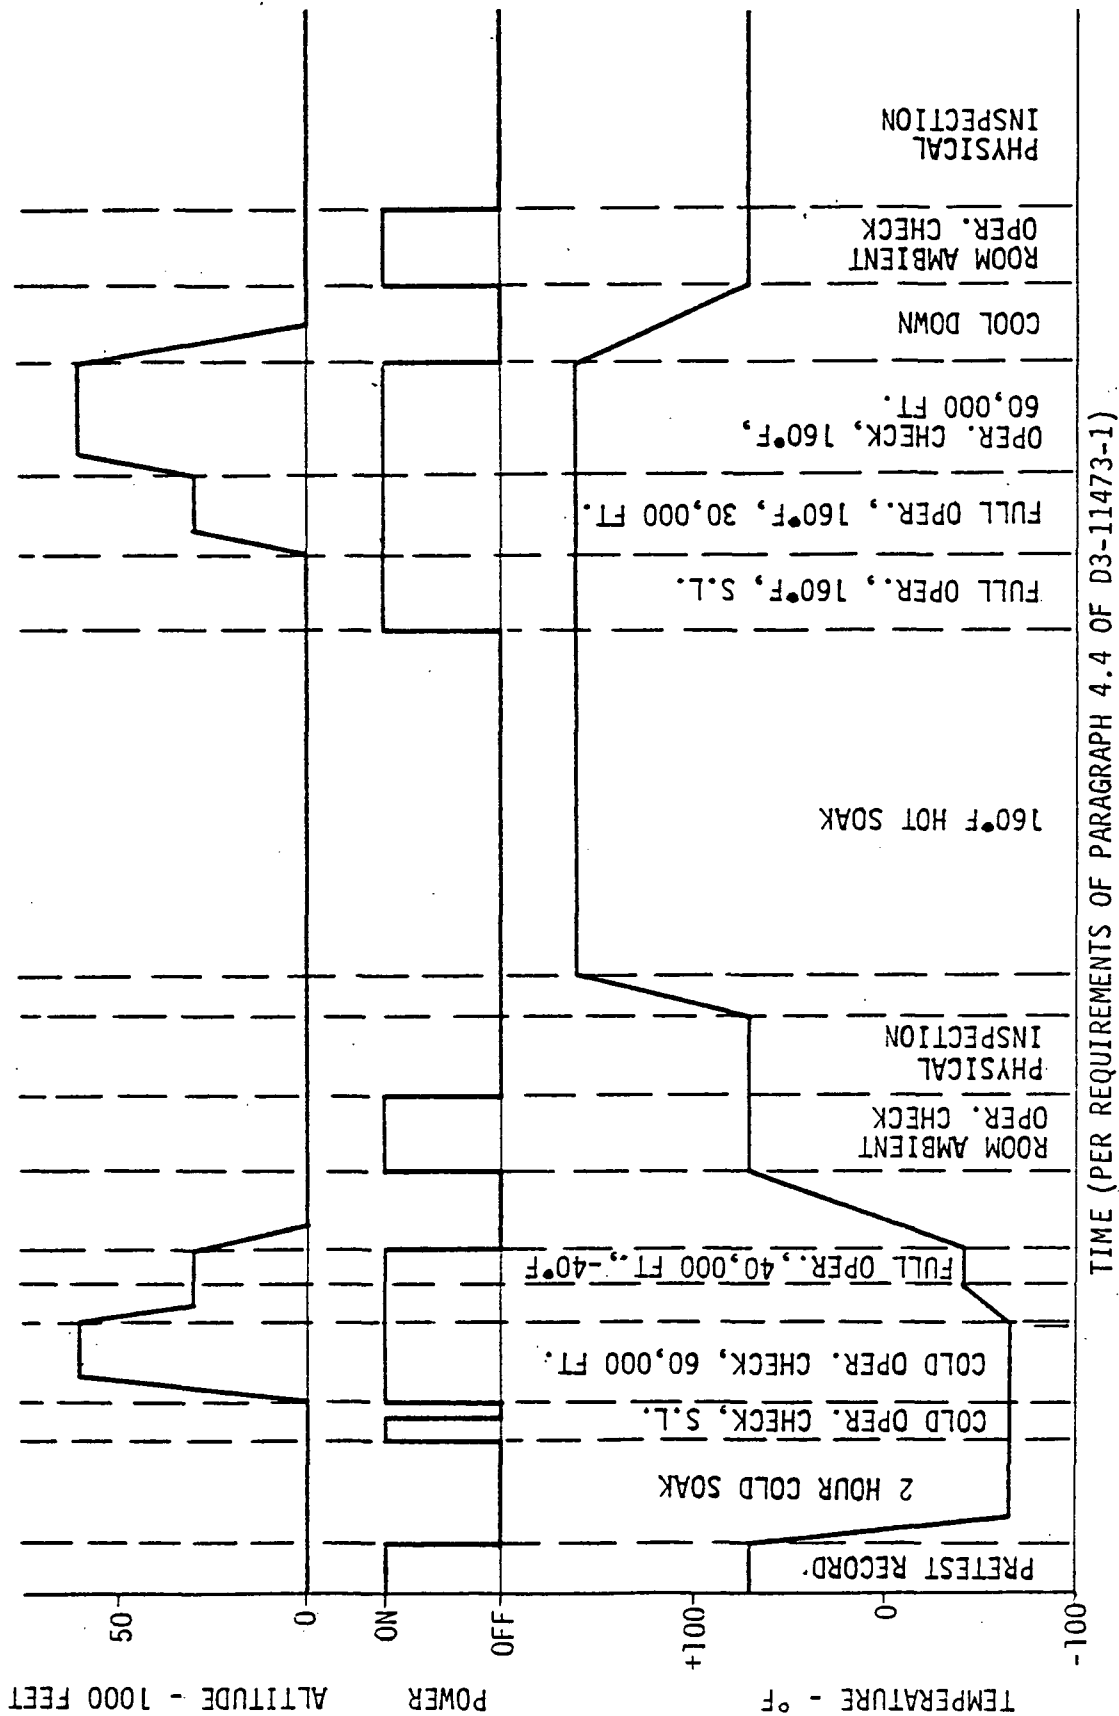 ALTITUDE - 1000 FEET
50
0
POWER
ON
OFF
TEMPERATURE - °F
+100
0
-100
PRETEST RECORD
2 HOUR COLD SOAK
COLD OPER. CHECK, S.L.
COLD OPER. CHECK, 60,000 FT.
FULL OPER., 40,000 FT., -40°F
ROOM AMBIENT
OPER. CHECK
PHYSICAL
INSPECTION
160°F HOT SOAK
FULL OPER., 160°F, S.L.
FULL OPER., 160°F, 30,000 FT.
OPER. CHECK, 160°F,
60,000 FT.
COOL DOWN
ROOM AMBIENT
OPER. CHECK
PHYSICAL
INSPECTION
TIME (PER REQUIREMENTS OF PARAGRAPH 4.4 OF D3-11473-1)